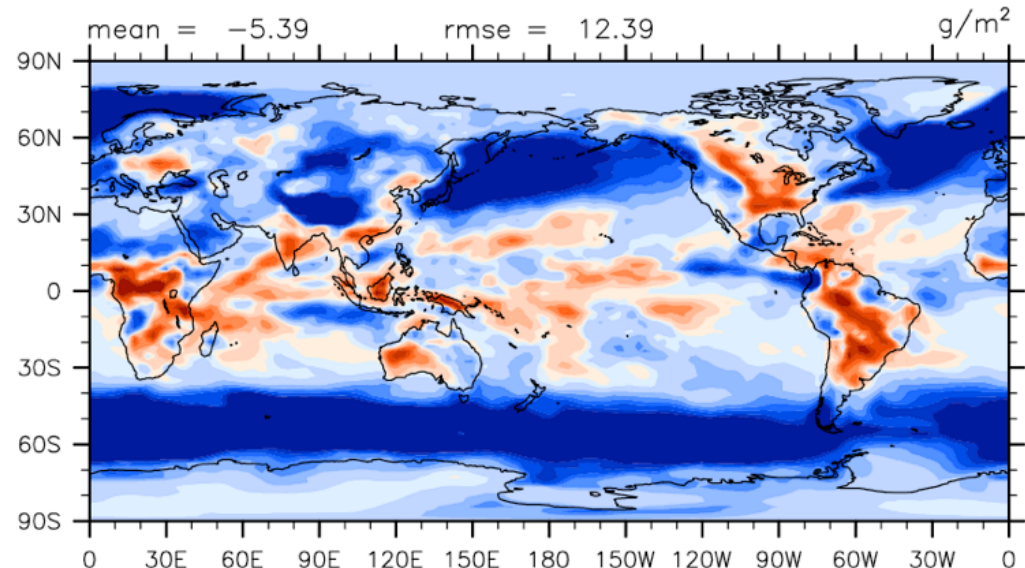 mean = -5.39 rmse = 12.39 g/m²
90N
60N
30N
0
30S
60S
90S
0 30E 60E 90E 120E 150E 180 150W 120W 90W 60W 30W 0